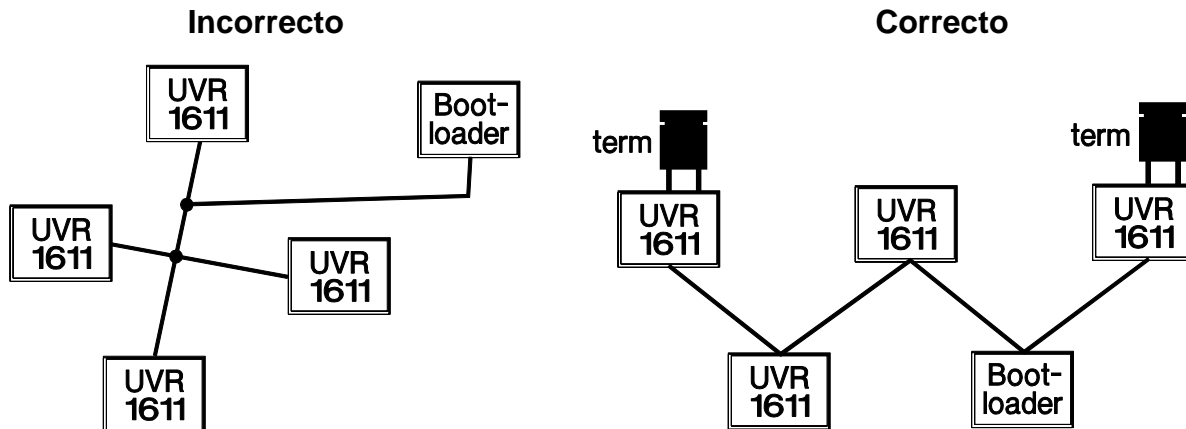 Incorrecto
UVR
1611
Boot-
loader
UVR
1611
UVR
1611
UVR
1611
Correcto
term
term
UVR
1611
UVR
1611
UVR
1611
UVR
1611
Boot-
loader